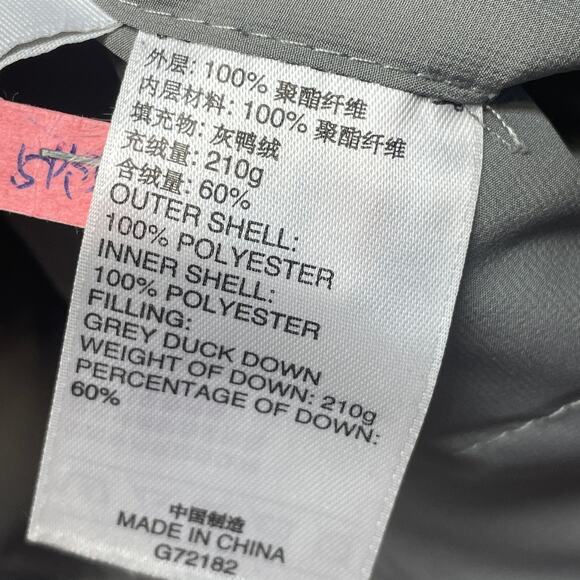 外层: 100% 聚酯纤维
内层材料: 100% 聚酯纤维
填充物: 灰鸭绒
充绒量: 210g
含绒量: 60%
OUTER SHELL:
100% POLYESTER
INNER SHELL:
100% POLYESTER
FILLING:
GREY DUCK DOWN
WEIGHT OF DOWN: 210g
PERCENTAGE OF DOWN:
60%
中国制造
MADE IN CHINA
G72182